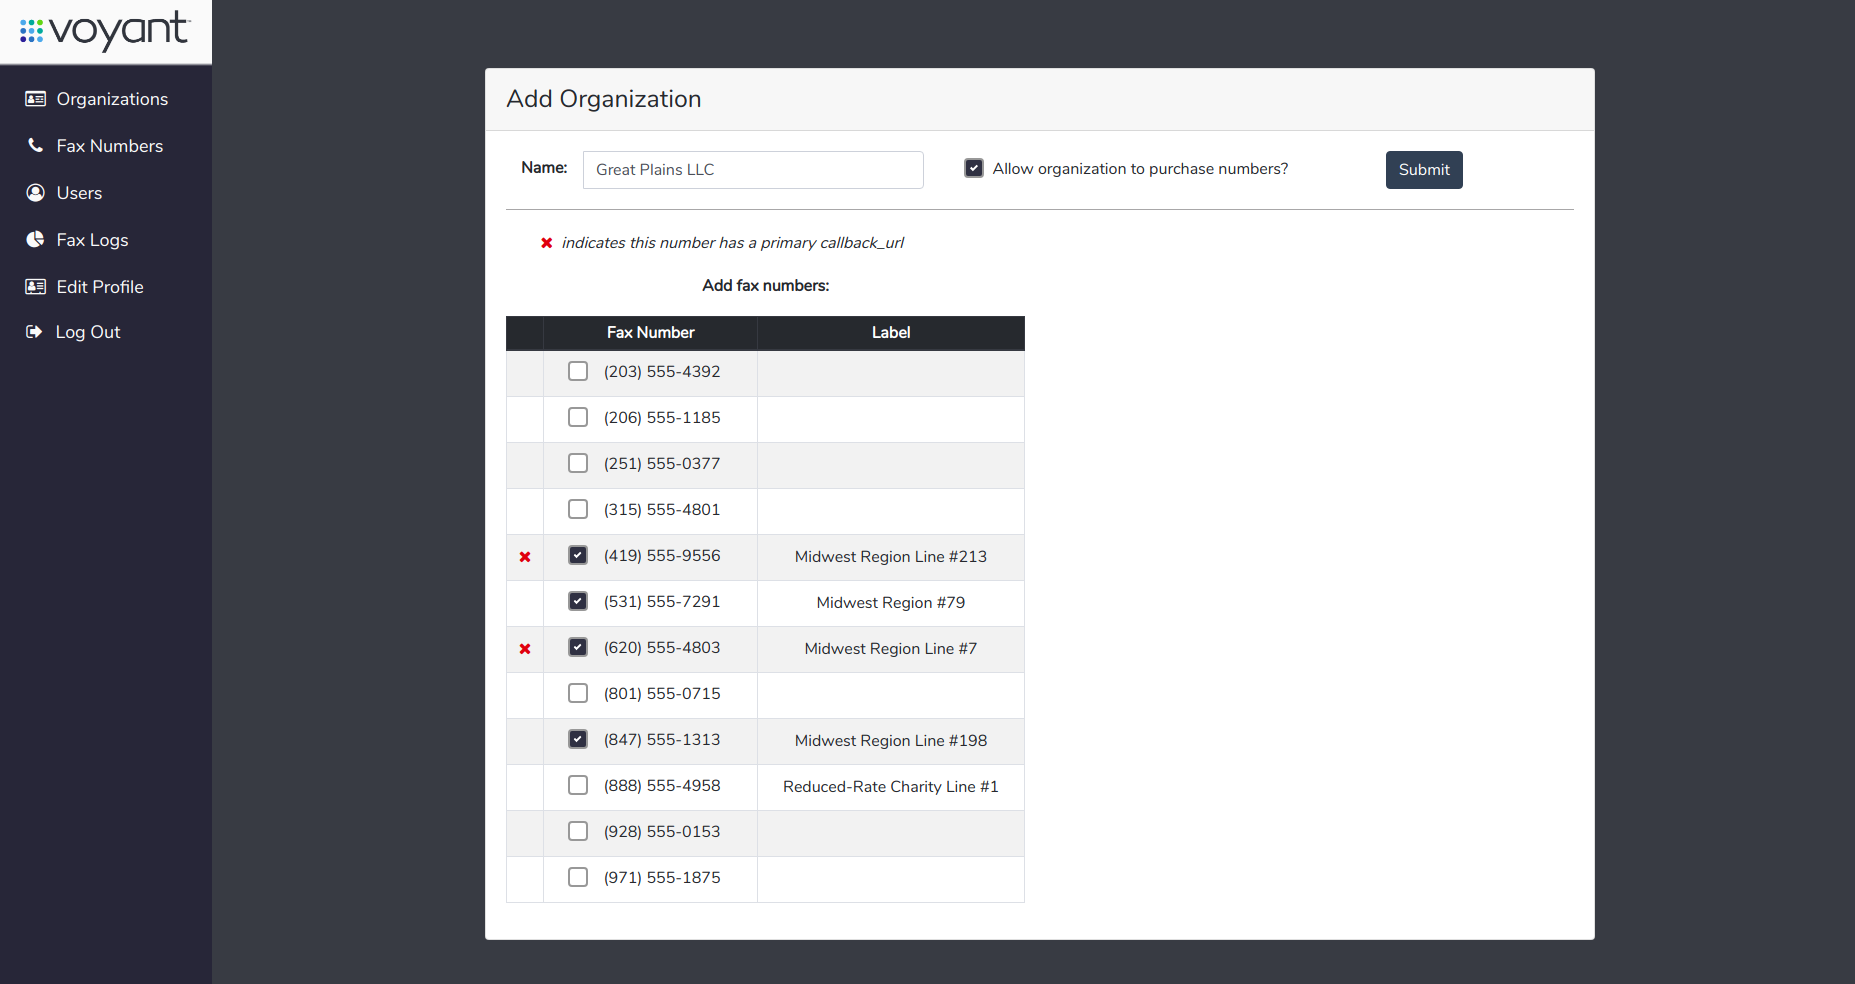 voyant™
Organizations
Fax Numbers
Users
Fax Logs
Edit Profile
Log Out
Add Organization
Name: Great Plains LLC Allow organization to purchase numbers? Submit
indicates this number has a primary callback_url
Add fax numbers:
Fax Number Label
(203) 555-4392
(206) 555-1185
(251) 555-0377
(315) 555-4801
(419) 555-9556 Midwest Region Line #213
(531) 555-7291 Midwest Region #79
(620) 555-4803 Midwest Region Line #7
(801) 555-0715
(847) 555-1313 Midwest Region Line #198
(888) 555-4958 Reduced-Rate Charity Line #1
(928) 555-0153
(971) 555-1875